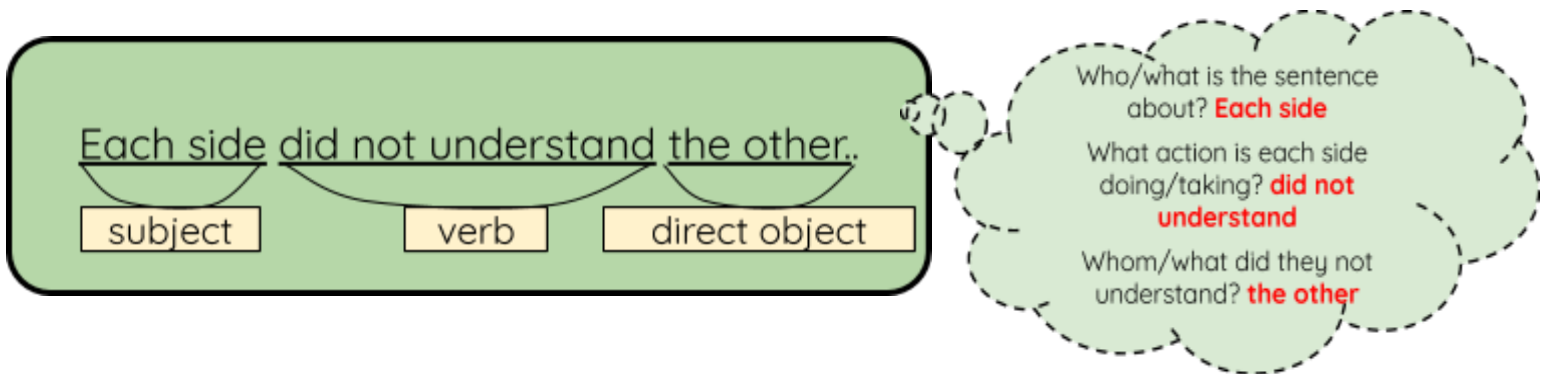 Each side did not understand the other..
subject
verb
direct object
Who/what is the sentence
about? Each side
What action is each side
doing/taking? did not
understand
Whom/what did they not
understand? the other